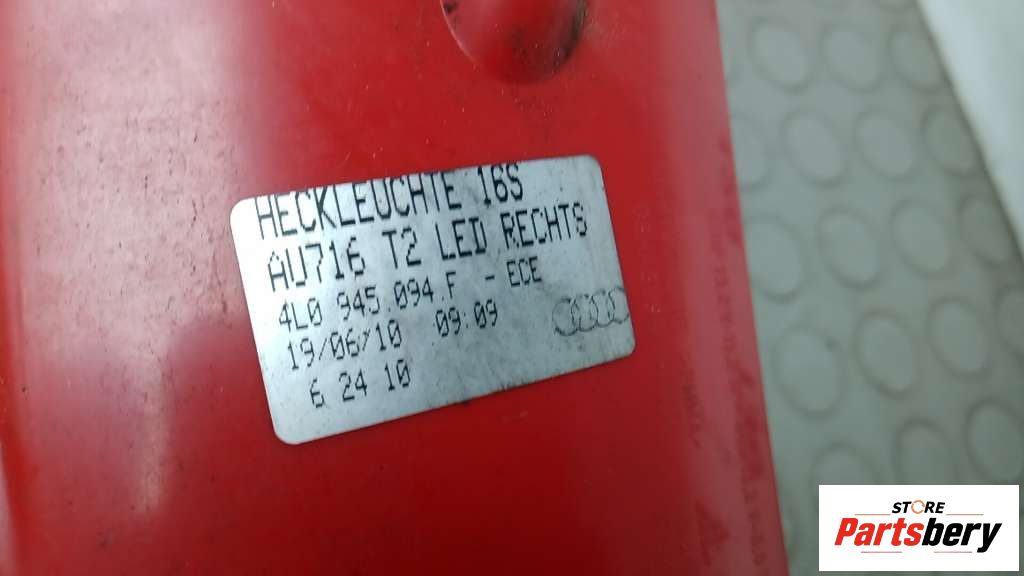 HECKLEUCHTE 16S
AU716 T2 LED RECHTS
4L0 945.094.F - ECE
19/06/10 09:09
6 24 10
STORE
Partsbery